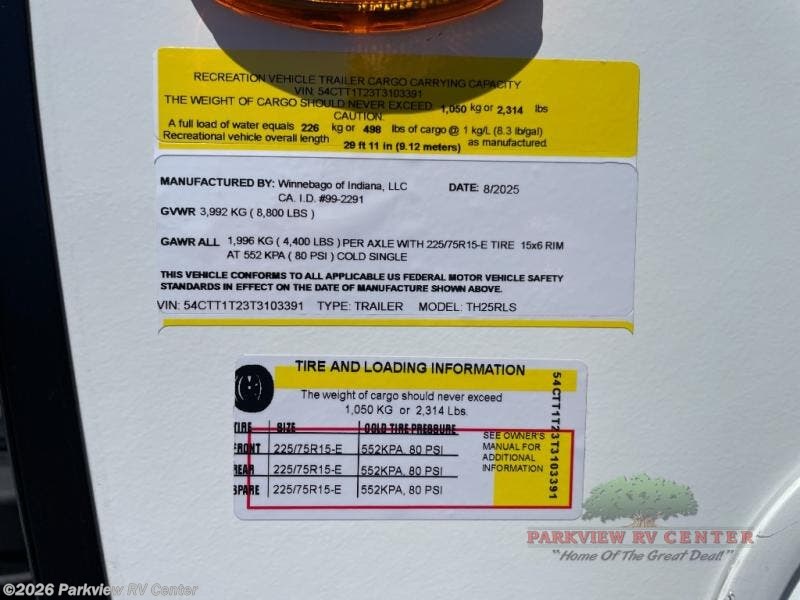 RECREATION VEHICLE TRAILER CARGO CARRYING CAPACITY
VIN: 54CTT1T23T3103391
THE WEIGHT OF CARGO SHOULD NEVER EXCEED 1,050 kg or 2,314 lbs
CAUTION:
A full load of water equals 226 kg or 498 lbs of cargo @ 1 kg/L (8.3 lb/gal)
Recreational vehicle overall length 29 ft 11 in (9.12 meters) as manufactured.
MANUFACTURED BY: Winnebago of Indiana, LLC DATE: 8/2025
CA. I.D. #99-2291
GVWR 3,992 KG ( 8,800 LBS )
GAWR ALL 1,996 KG ( 4,400 LBS ) PER AXLE WITH 225/75R15-E TIRE 15x6 RIM
AT 552 KPA ( 80 PSI ) COLD SINGLE
THIS VEHICLE CONFORMS TO ALL APPLICABLE US FEDERAL MOTOR VEHICLE SAFETY
STANDARDS IN EFFECT ON THE DATE OF MANUFACTURE SHOWN ABOVE.
VIN: 54CTT1T23T3103391 TYPE: TRAILER MODEL: TH25RLS
TIRE AND LOADING INFORMATION
The weight of cargo should never exceed
1,050 KG or 2,314 Lbs.
TIRE SIZE COLD TIRE PRESSURE
FRONT 225/75R15-E 552KPA, 80 PSI
REAR 225/75R15-E 552KPA, 80 PSI
SPARE 225/75R15-E 552KPA, 80 PSI
SEE OWNER'S
MANUAL FOR
ADDITIONAL
INFORMATION
54CTT1T23T3103391
PARKVIEW RV CENTER
"Home Of The Great Deal!"
©2026 Parkview RV Center